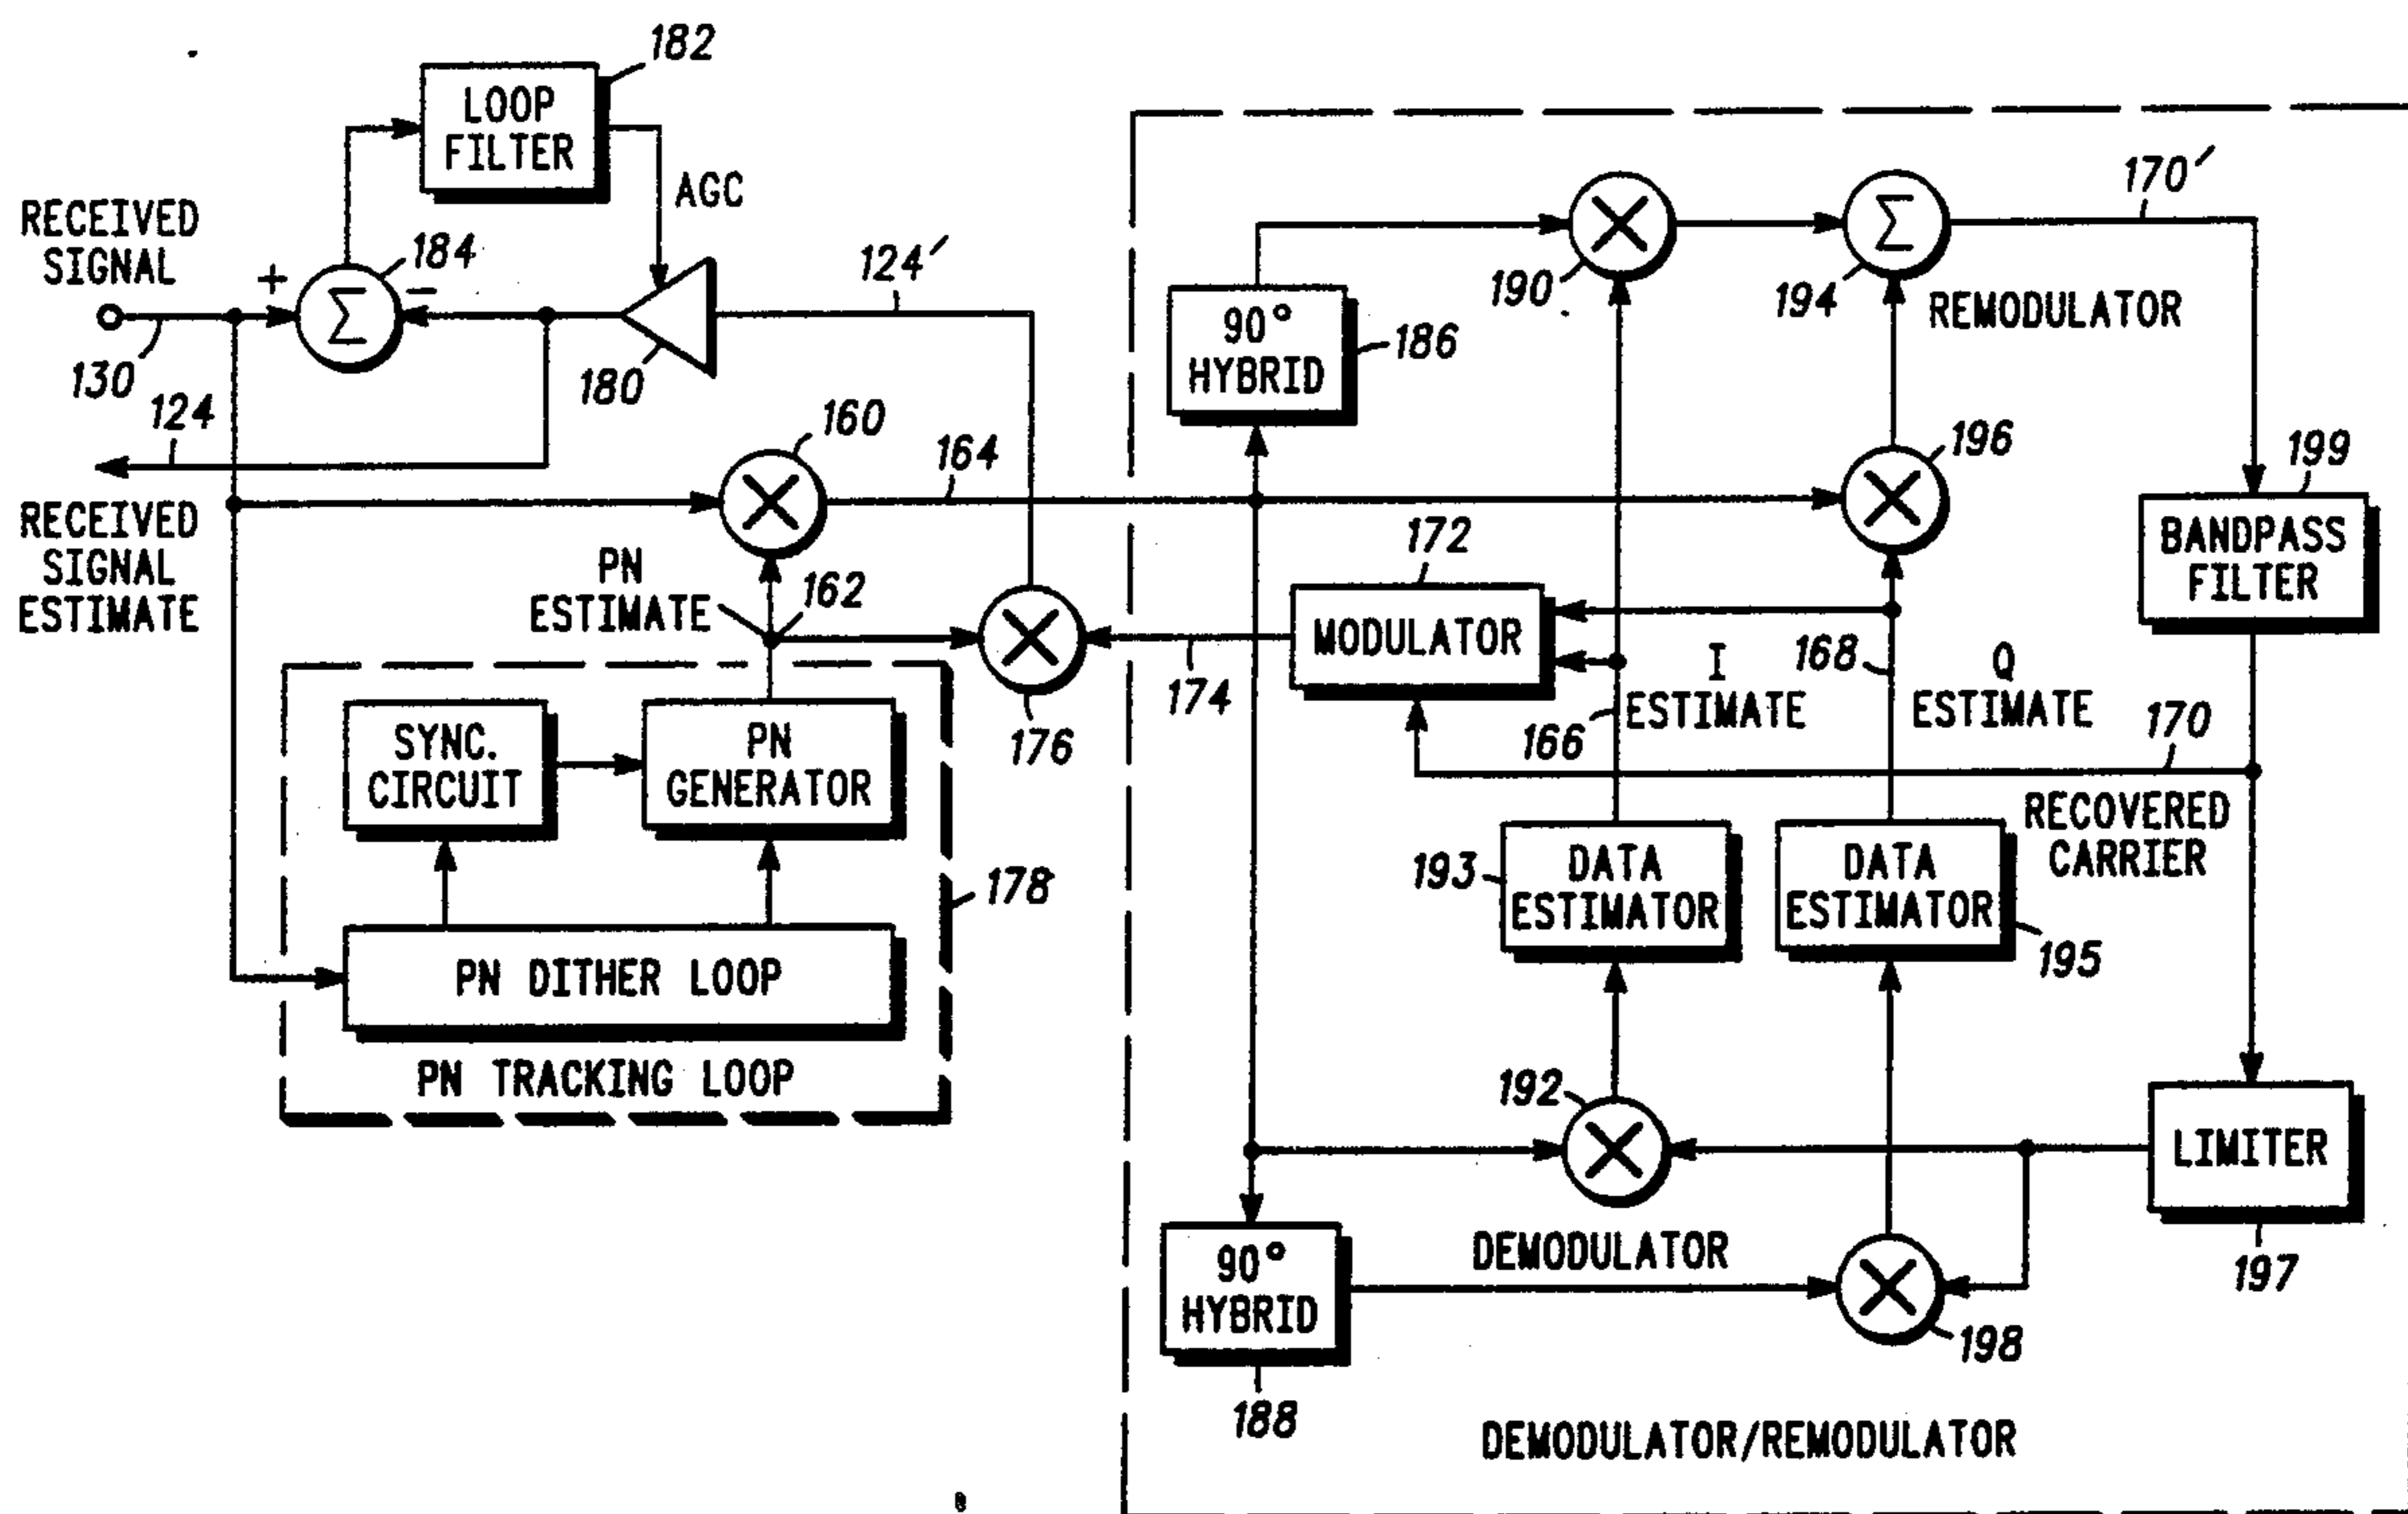 182
LOOP
FILTER
AGC
RECEIVED
SIGNAL
+
184
Σ
−
124′
130
180
124
RECEIVED
SIGNAL
ESTIMATE
160
164
PN
ESTIMATE
162
176
174
SYNC.
CIRCUIT
PN
GENERATOR
178
PN DITHER LOOP
PN TRACKING LOOP
90°
HYBRID
186
190
Σ
194
170′
REMODULATOR
196
199
BANDPASS
FILTER
172
MODULATOR
I
ESTIMATE
166
168
Q
ESTIMATE
170
RECOVERED
CARRIER
193
DATA
ESTIMATOR
DATA
ESTIMATOR
195
192
LIMITER
197
90°
HYBRID
188
DEMODULATOR
198
DEMODULATOR/REMODULATOR